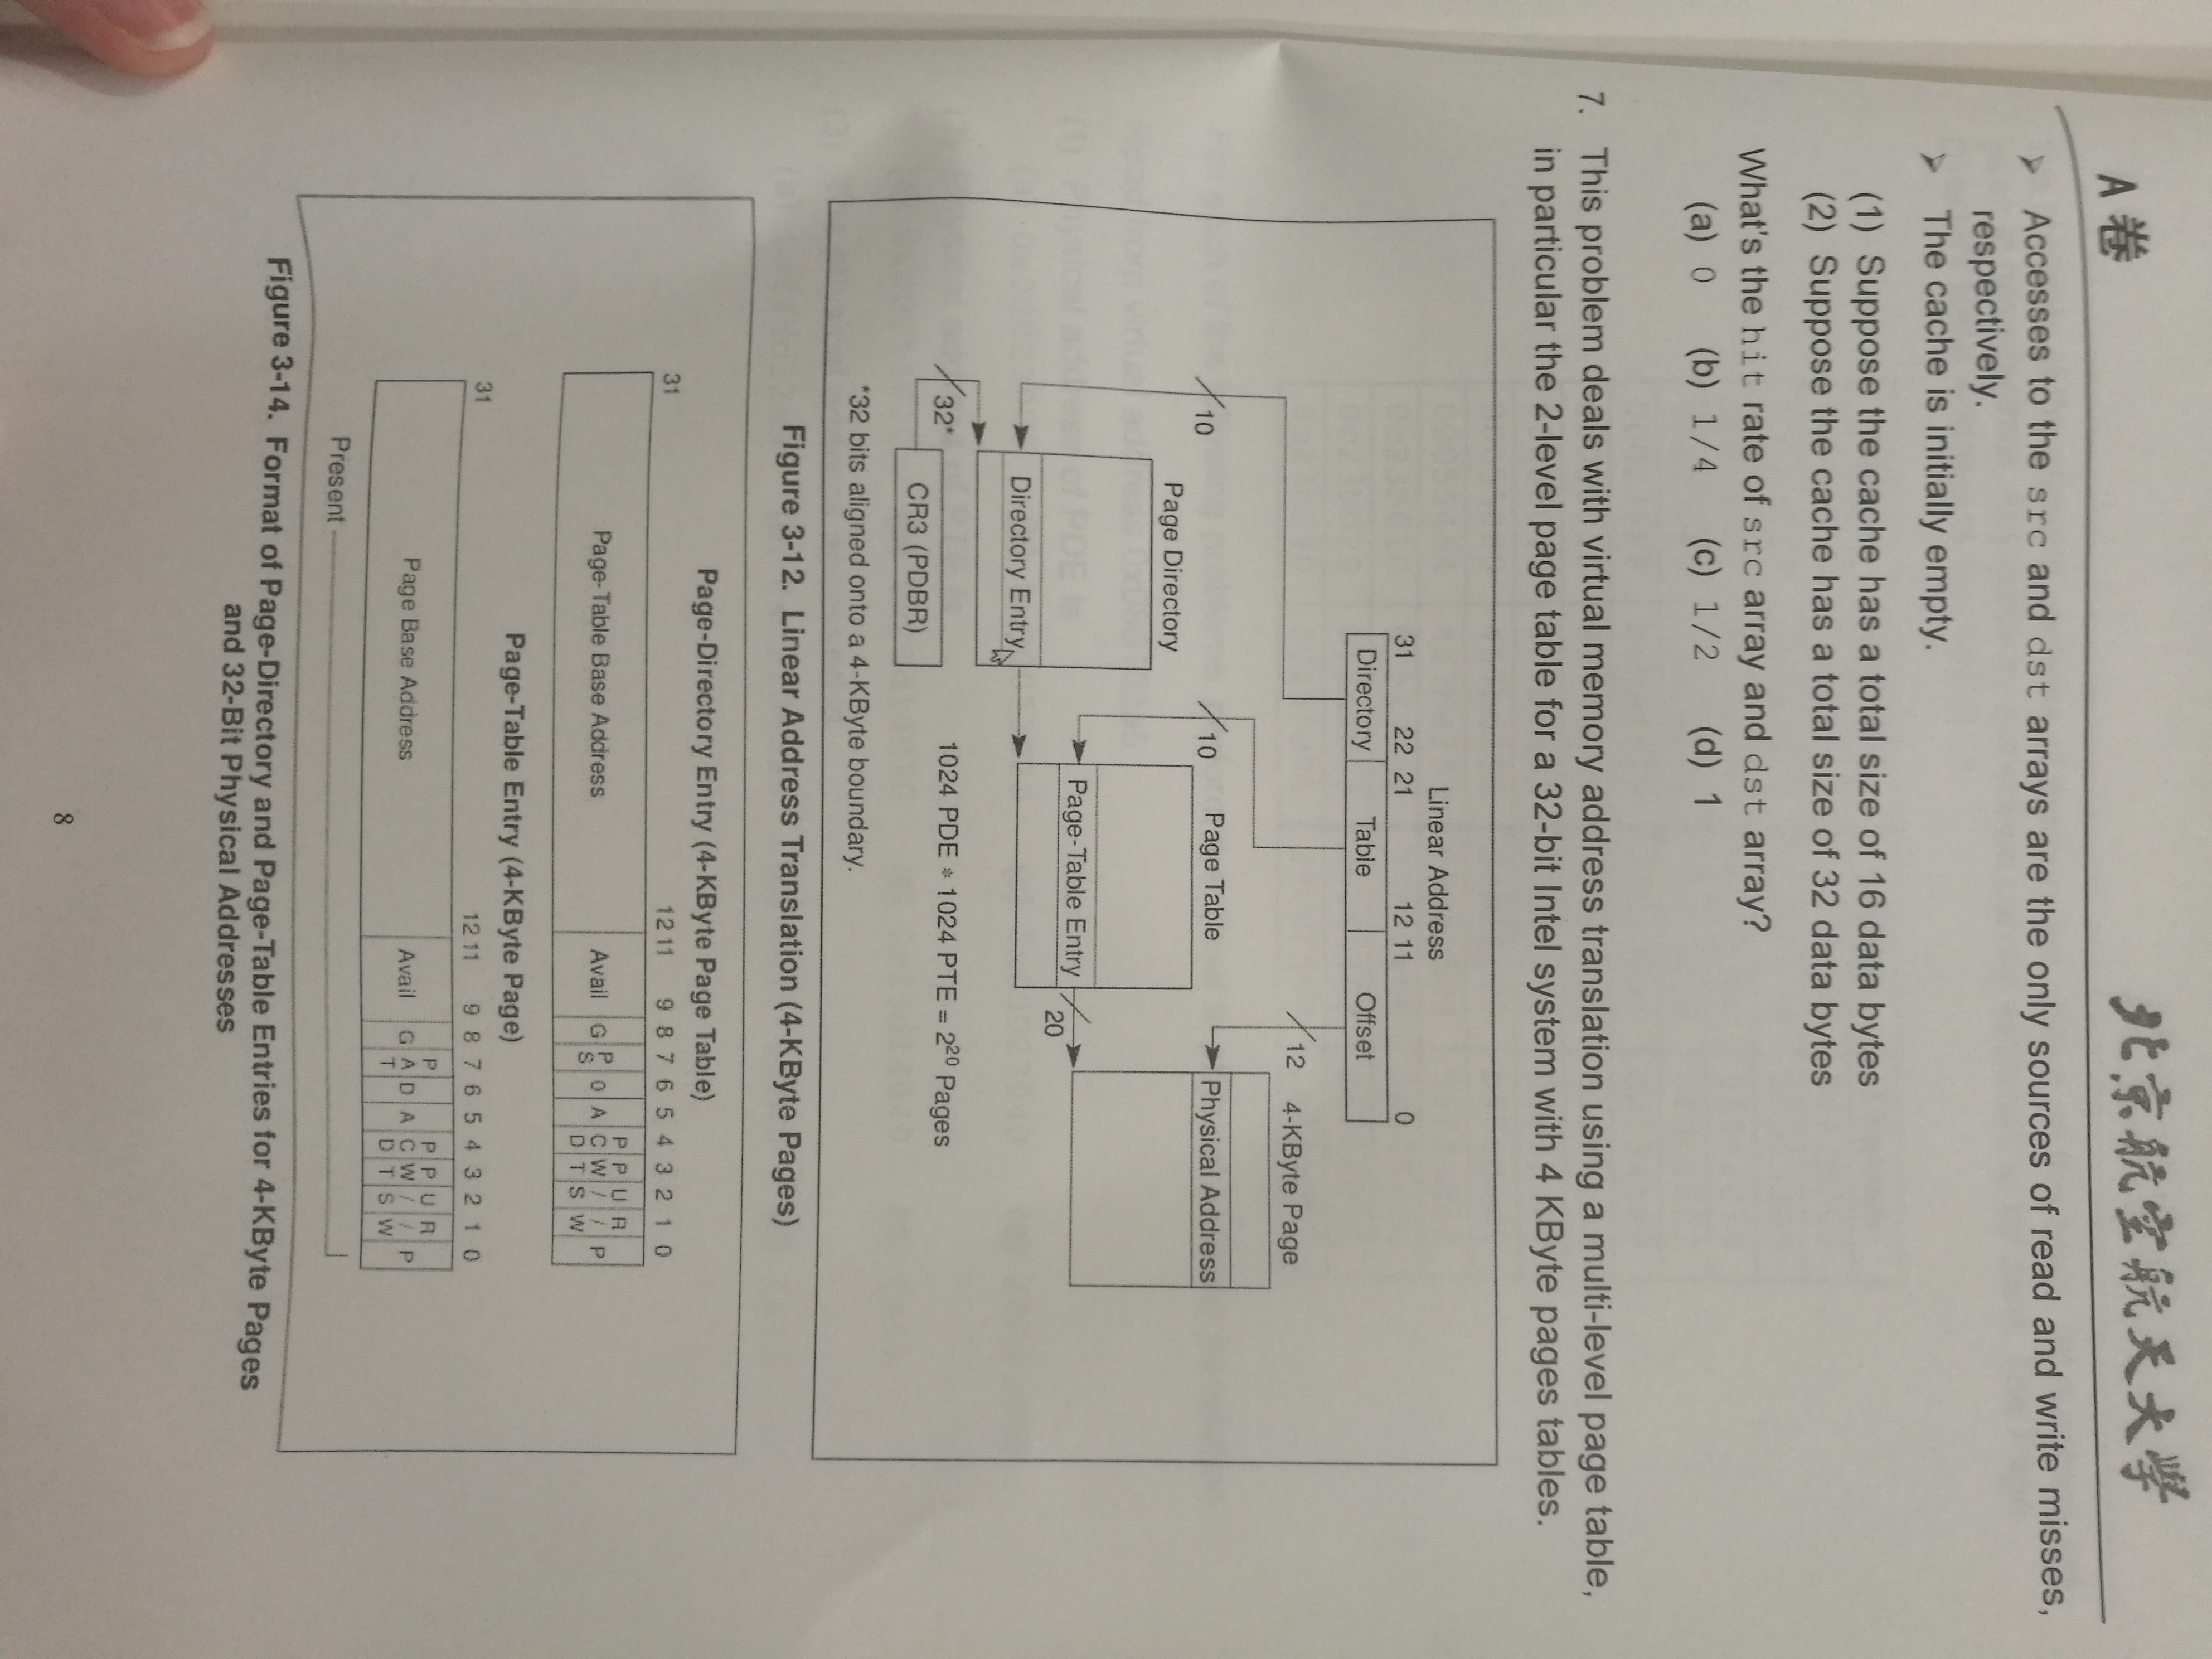 A 卷
北京航空航天大學
➢ Accesses to the src and dst arrays are the only sources of read and write misses,
respectively.
➢ The cache is initially empty.
(1) Suppose the cache has a total size of 16 data bytes
(2) Suppose the cache has a total size of 32 data bytes
What's the hit rate of src array and dst array?
(a) 0 (b) 1/4 (c) 1/2 (d) 1
7. This problem deals with virtual memory address translation using a multi-level page table,
in particular the 2-level page table for a 32-bit Intel system with 4 KByte pages tables.
Linear Address
31 22 21 12 11 0
Directory Table Offset
12 4-KByte Page
10 10 Page Table Physical Address
Page Directory
Page-Table Entry
20
Directory Entry
32*
1024 PDE * 1024 PTE = 2²⁰ Pages
CR3 (PDBR)
*32 bits aligned onto a 4-KByte boundary.
Figure 3-12. Linear Address Translation (4-KByte Pages)
Page-Directory Entry (4-KByte Page Table)
31 12 11 9 8 7 6 5 4 3 2 1 0
Page-Table Base Address Avail G PS 0 A PCD PWT U/S R/W P
Page-Table Entry (4-KByte Page)
31 12 11 9 8 7 6 5 4 3 2 1 0
Page Base Address Avail G PAT D A PCD PWT U/S R/W P
Present
Figure 3-14. Format of Page-Directory and Page-Table Entries for 4-KByte Pages
and 32-Bit Physical Addresses
8